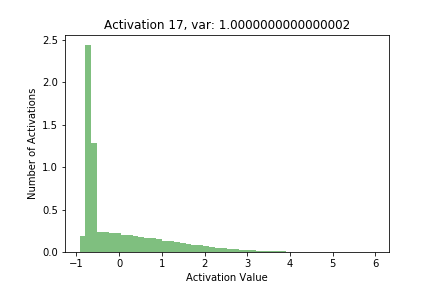 Activation 17, var: 1.0000000000000002
Number of Activations
2.5
2.0
1.5
1.0
0.5
0.0
−1 0 1 2 3 4 5 6
Activation Value